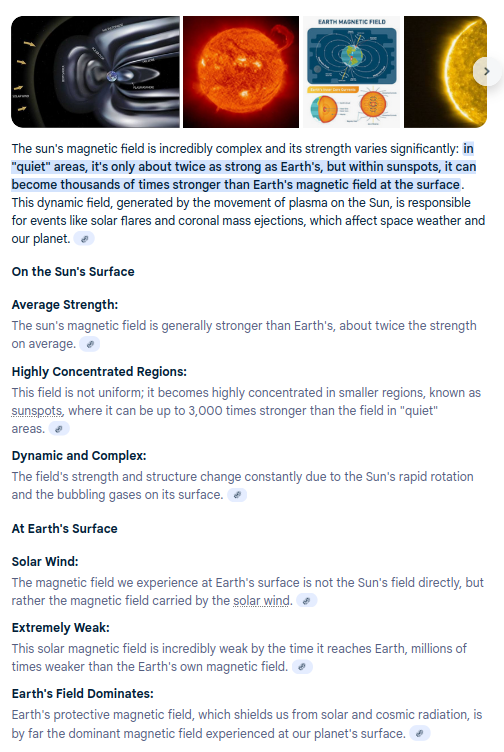 EARTH MAGNETIC FIELD
The sun's magnetic field is incredibly complex and its strength varies significantly: in
"quiet" areas, it's only about twice as strong as Earth's, but within sunspots, it can
become thousands of times stronger than Earth's magnetic field at the surface.
This dynamic field, generated by the movement of plasma on the Sun, is responsible
for events like solar flares and coronal mass ejections, which affect space weather and
our planet.
On the Sun's Surface
Average Strength:
The sun's magnetic field is generally stronger than Earth's, about twice the strength
on average.
Highly Concentrated Regions:
This field is not uniform; it becomes highly concentrated in smaller regions, known as
sunspots, where it can be up to 3,000 times stronger than the field in "quiet"
areas.
Dynamic and Complex:
The field's strength and structure change constantly due to the Sun's rapid rotation
and the bubbling gases on its surface.
At Earth's Surface
Solar Wind:
The magnetic field we experience at Earth's surface is not the Sun's field directly, but
rather the magnetic field carried by the solar wind.
Extremely Weak:
This solar magnetic field is incredibly weak by the time it reaches Earth, millions of
times weaker than the Earth's own magnetic field.
Earth's Field Dominates:
Earth's protective magnetic field, which shields us from solar and cosmic radiation, is
by far the dominant magnetic field experienced at our planet's surface.